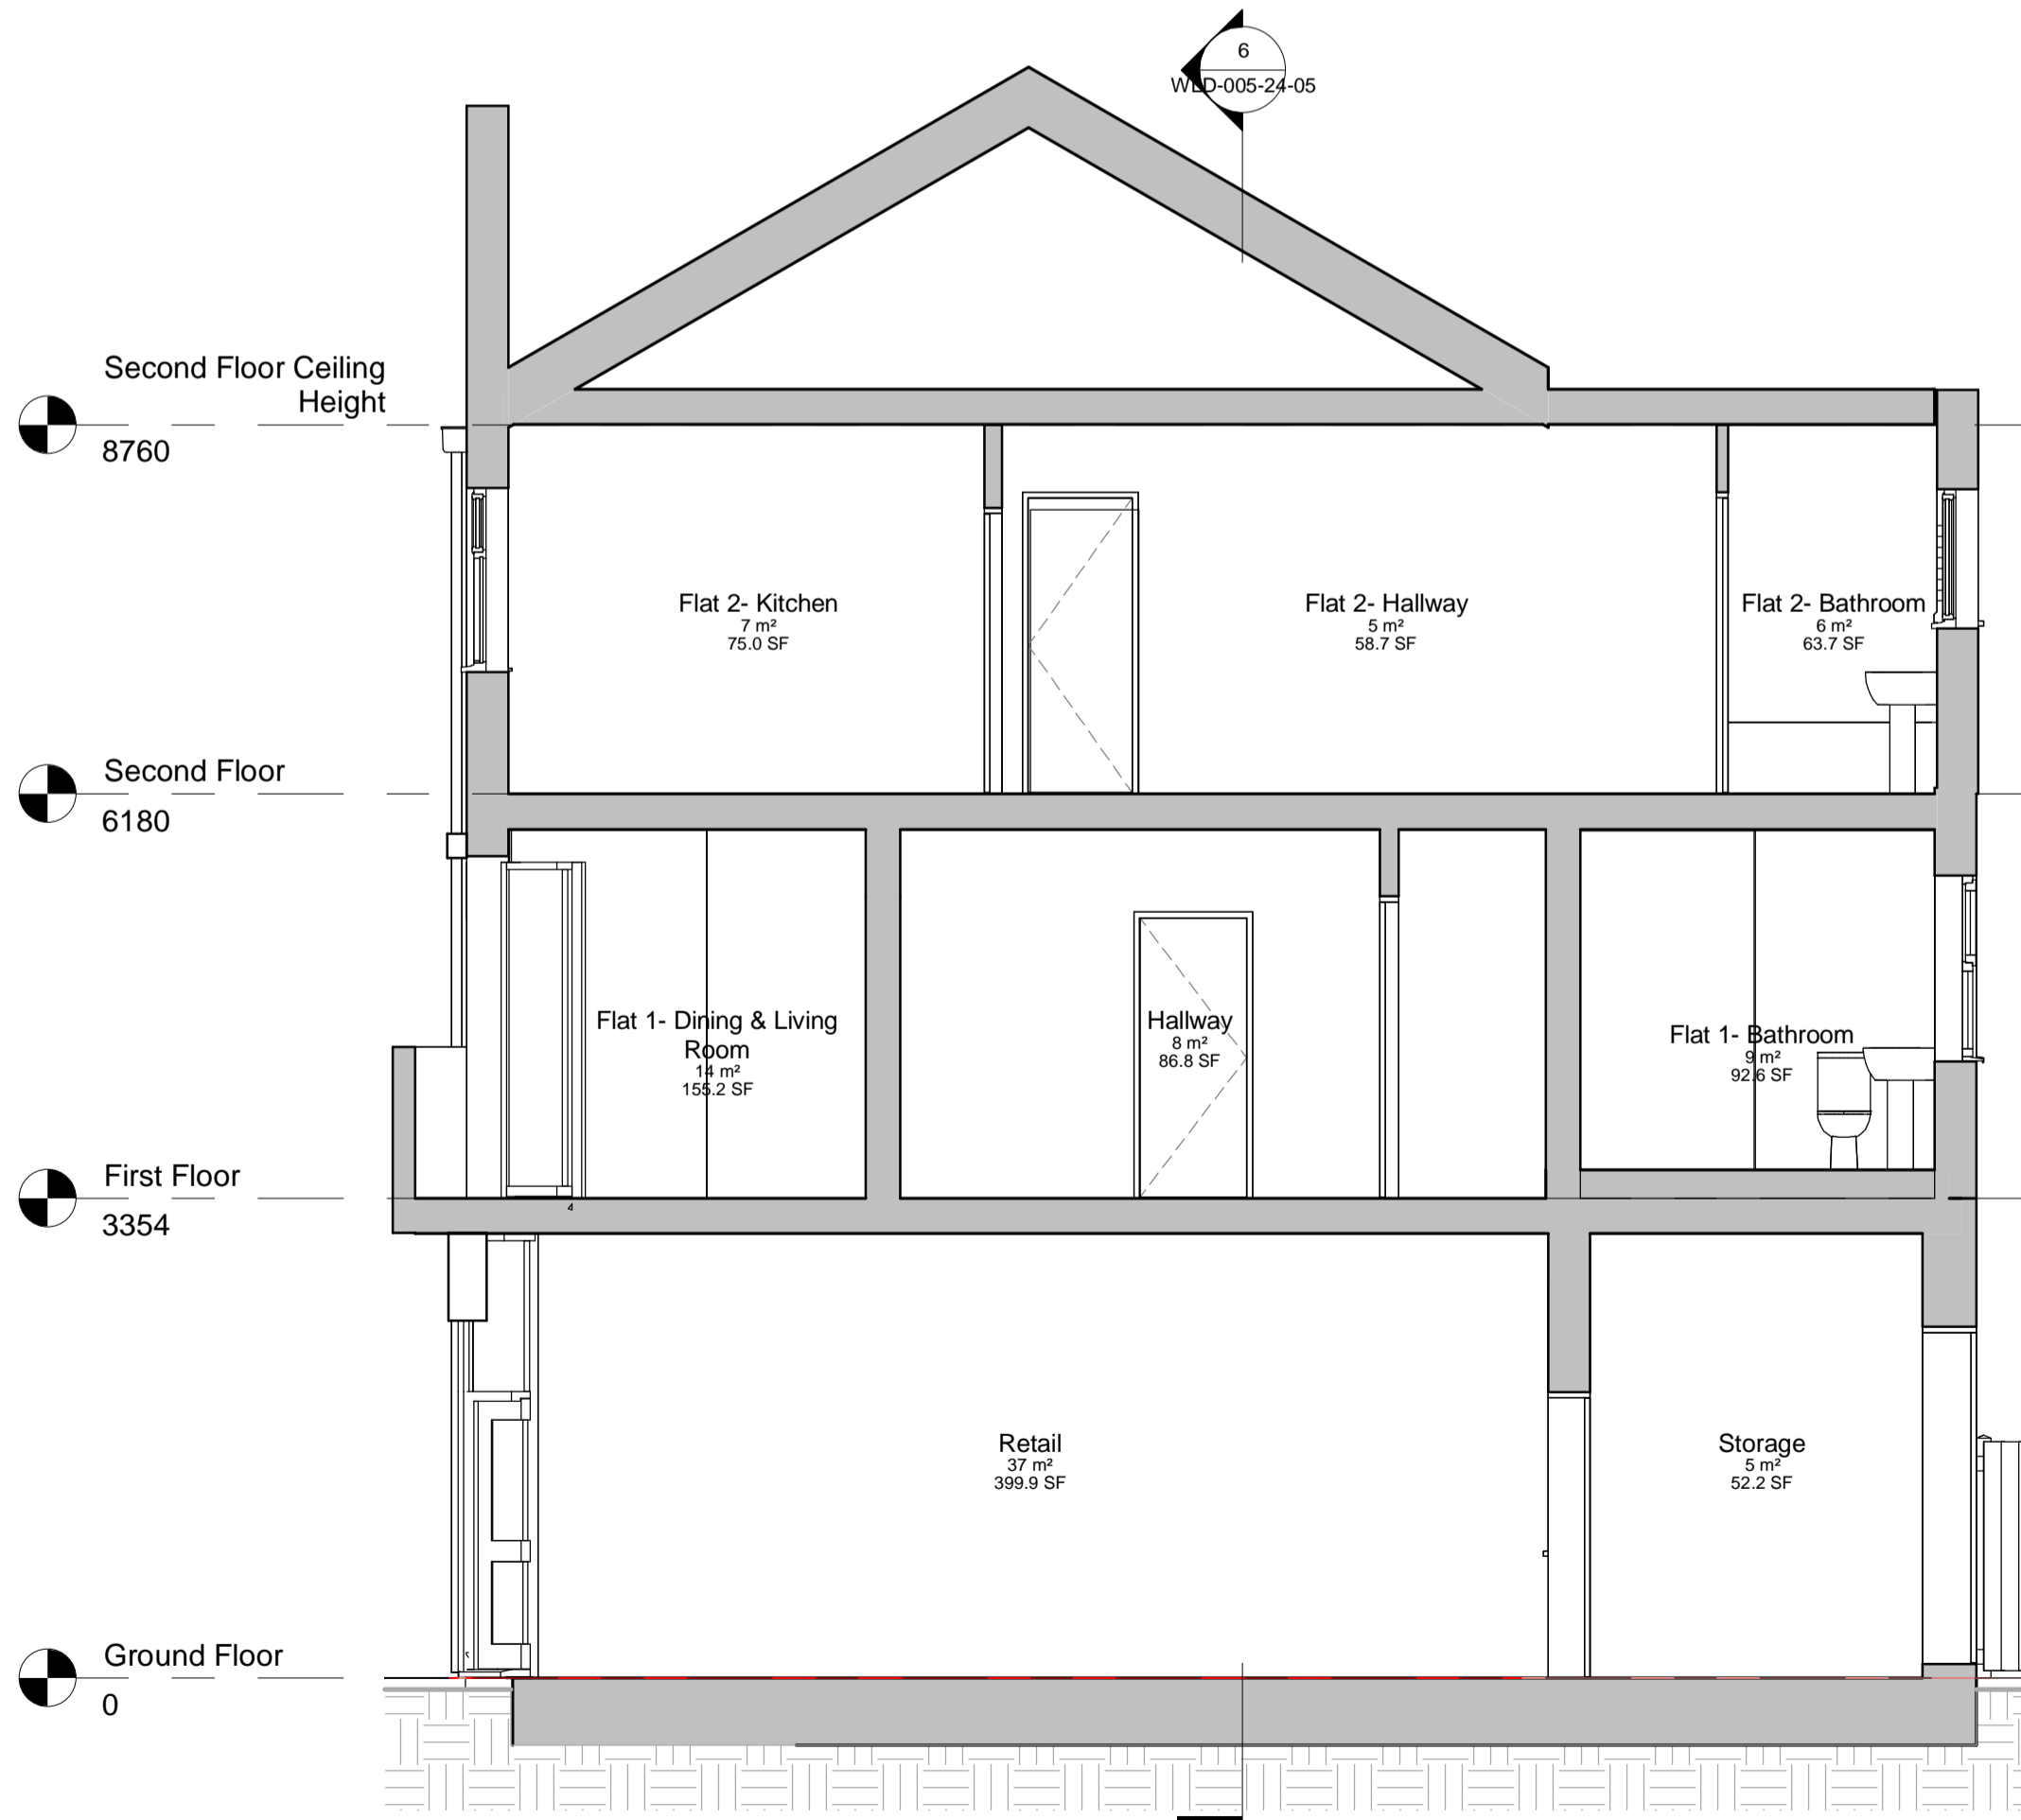 6
WLD-005-24-05
Second Floor Ceiling
Height
8760
Flat 2- Kitchen
7 m²
75.0 SF
Flat 2- Hallway
5 m²
58.7 SF
Flat 2- Bathroom
6 m²
63.7 SF
Second Floor
6180
Flat 1- Dining & Living
Room
14 m²
155.2 SF
Hallway
8 m²
86.8 SF
Flat 1- Bathroom
9 m²
92.6 SF
First Floor
3354
Retail
37 m²
399.9 SF
Storage
5 m²
52.2 SF
Ground Floor
0